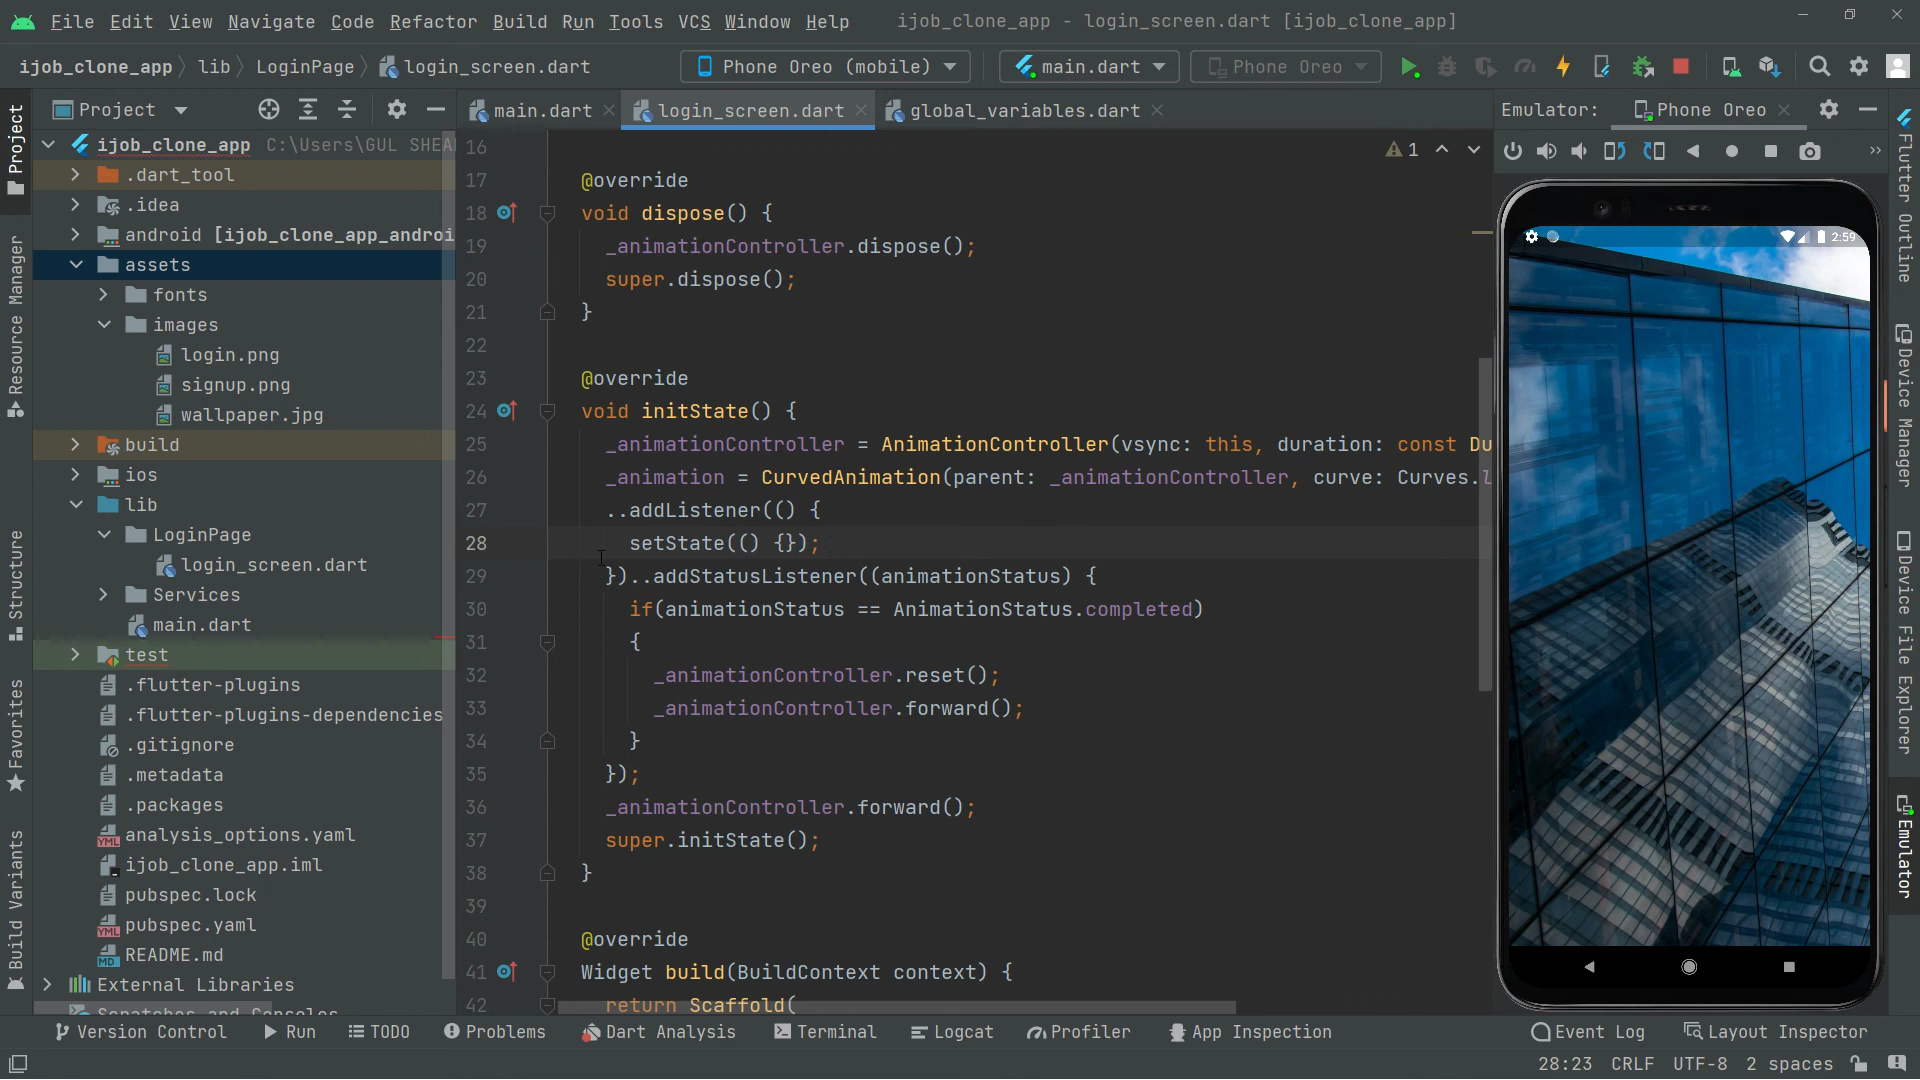 File Edit View Navigate Code Refactor Build Run Tools VCS Window Help ijob_clone_app - login_screen.dart [ijob_clone_app]
ijob_clone_app lib LoginPage login_screen.dart Phone Oreo (mobile) main.dart Phone Oreo
Project main.dart login_screen.dart global_variables.dart Emulator: Phone Oreo
ijob_clone_app C:\Users\GUL SHEA
.dart_tool
.idea
android [ijob_clone_app_androi
assets
fonts
images
login.png
signup.png
wallpaper.jpg
build
ios
lib
LoginPage
login_screen.dart
Services
main.dart
test
.flutter-plugins
.flutter-plugins-dependencies
.gitignore
.metadata
.packages
analysis_options.yaml
ijob_clone_app.iml
pubspec.lock
pubspec.yaml
README.md
External Libraries
Scratches and Consoles
Project
Resource Manager
Structure
Favorites
Build Variants
1
16
17 @override
18 void dispose() {
19 _animationController.dispose();
20 super.dispose();
21 }
22
23 @override
24 void initState() {
25 _animationController = AnimationController(vsync: this, duration: const Du
26 _animation = CurvedAnimation(parent: _animationController, curve: Curves.l
27 ..addListener(() {
28 setState(() {});
29 })..addStatusListener((animationStatus) {
30 if(animationStatus == AnimationStatus.completed)
31 {
32 _animationController.reset();
33 _animationController.forward();
34 }
35 });
36 _animationController.forward();
37 super.initState();
38 }
39
40 @override
41 Widget build(BuildContext context) {
42 return Scaffold(
2:59
Flutter Outline
Device Manager
Device File Explorer
Emulator
Version Control Run TODO Problems Dart Analysis Terminal Logcat Profiler App Inspection Event Log Layout Inspector
28:23 CRLF UTF-8 2 spaces